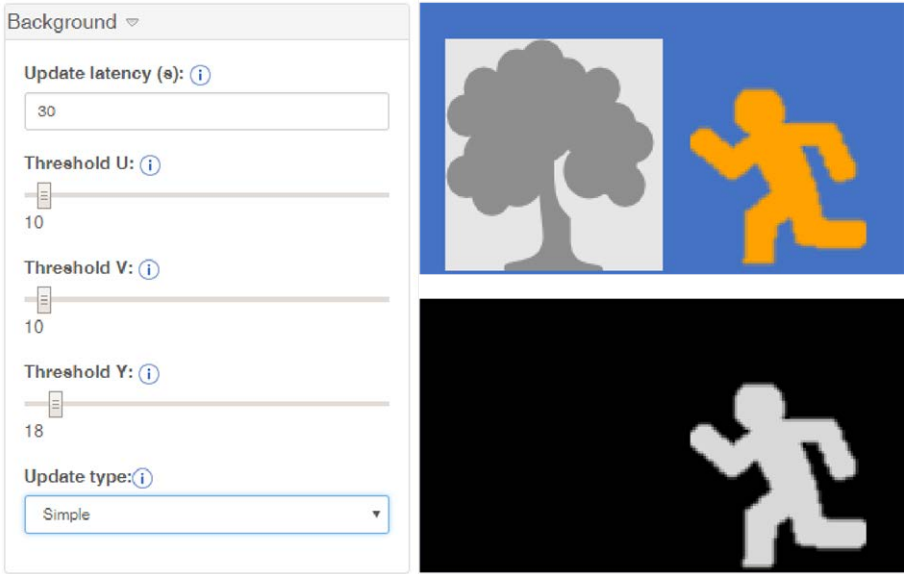 Background
Update latency (s):
30
Threshold U:
10
Threshold V:
10
Threshold Y:
18
Update type:
Simple